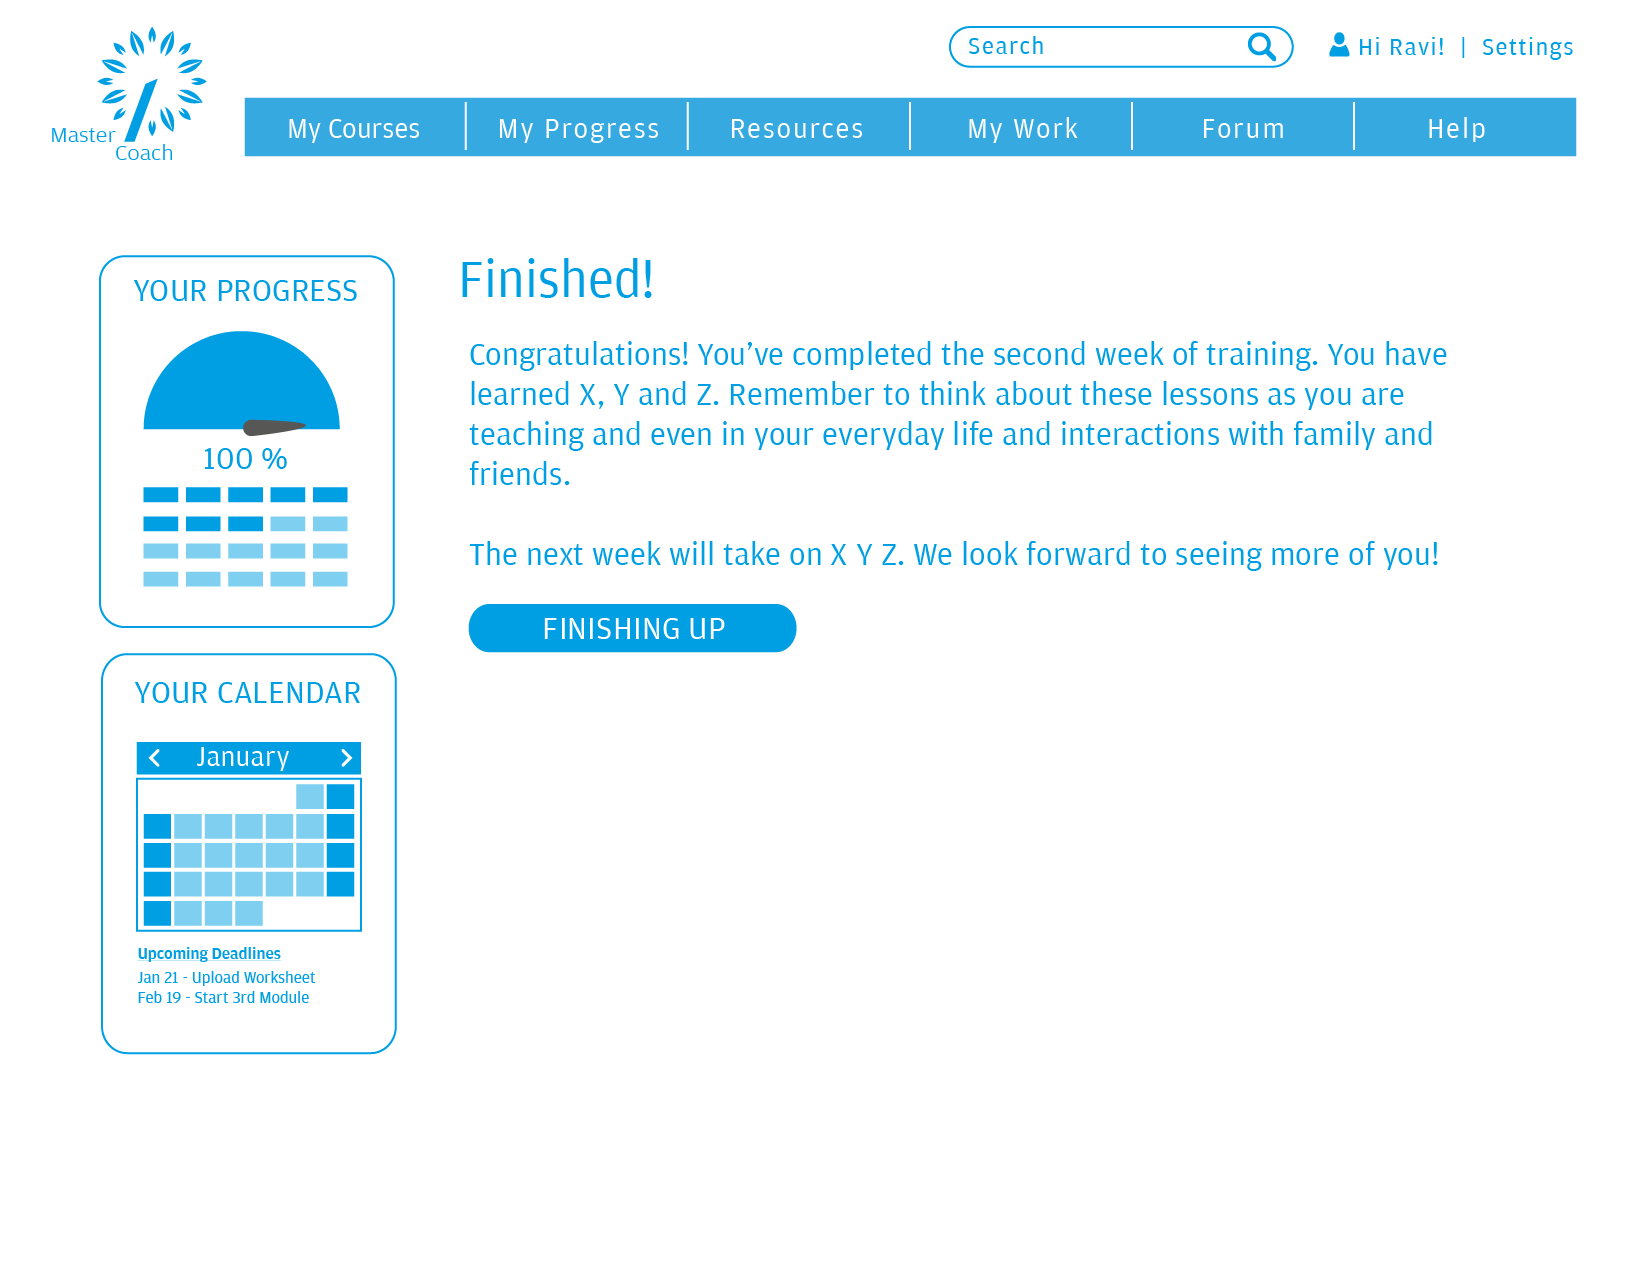 Master
Coach
Search
Hi Ravi! | Settings
My Courses
My Progress
Resources
My Work
Forum
Help
YOUR PROGRESS
100 %
YOUR CALENDAR
January
Upcoming Deadlines
Jan 21 - Upload Worksheet
Feb 19 - Start 3rd Module
Finished!
Congratulations! You’ve completed the second week of training. You have
learned X, Y and Z. Remember to think about these lessons as you are
teaching and even in your everyday life and interactions with family and
friends.
The next week will take on X Y Z. We look forward to seeing more of you!
FINISHING UP